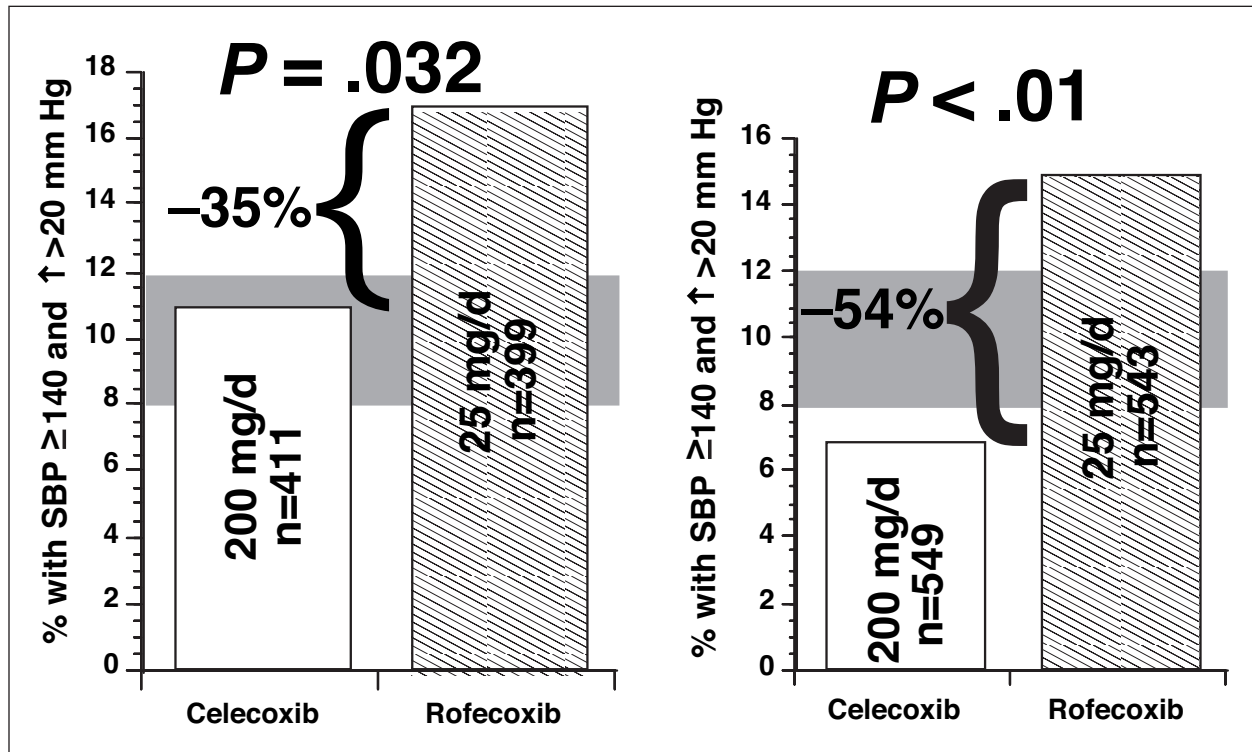 P = .032
% with SBP ≥140 and ↑>20 mm Hg
18
16
14
12
10
8
6
4
2
0
–35%
200 mg/d
n=411
25 mg/d
n=399
Celecoxib
Rofecoxib
P < .01
% with SBP ≥140 and ↑>20 mm Hg
16
14
12
10
8
6
4
2
0
–54%
200 mg/d
n=549
25 mg/d
n=543
Celecoxib
Rofecoxib